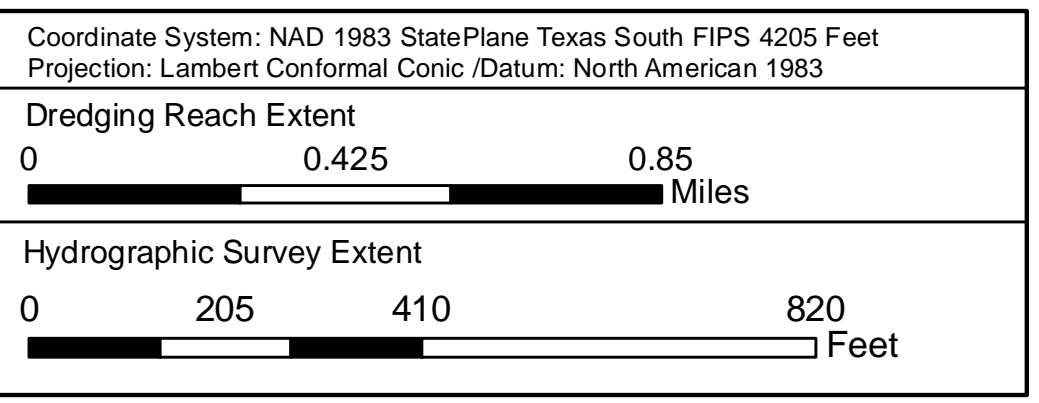 Coordinate System: NAD 1983 StatePlane Texas South FIPS 4205 Feet
Projection: Lambert Conformal Conic /Datum: North American 1983
Dredging Reach Extent
0 0.425 0.85
Miles
Hydrographic Survey Extent
0 205 410 820
Feet